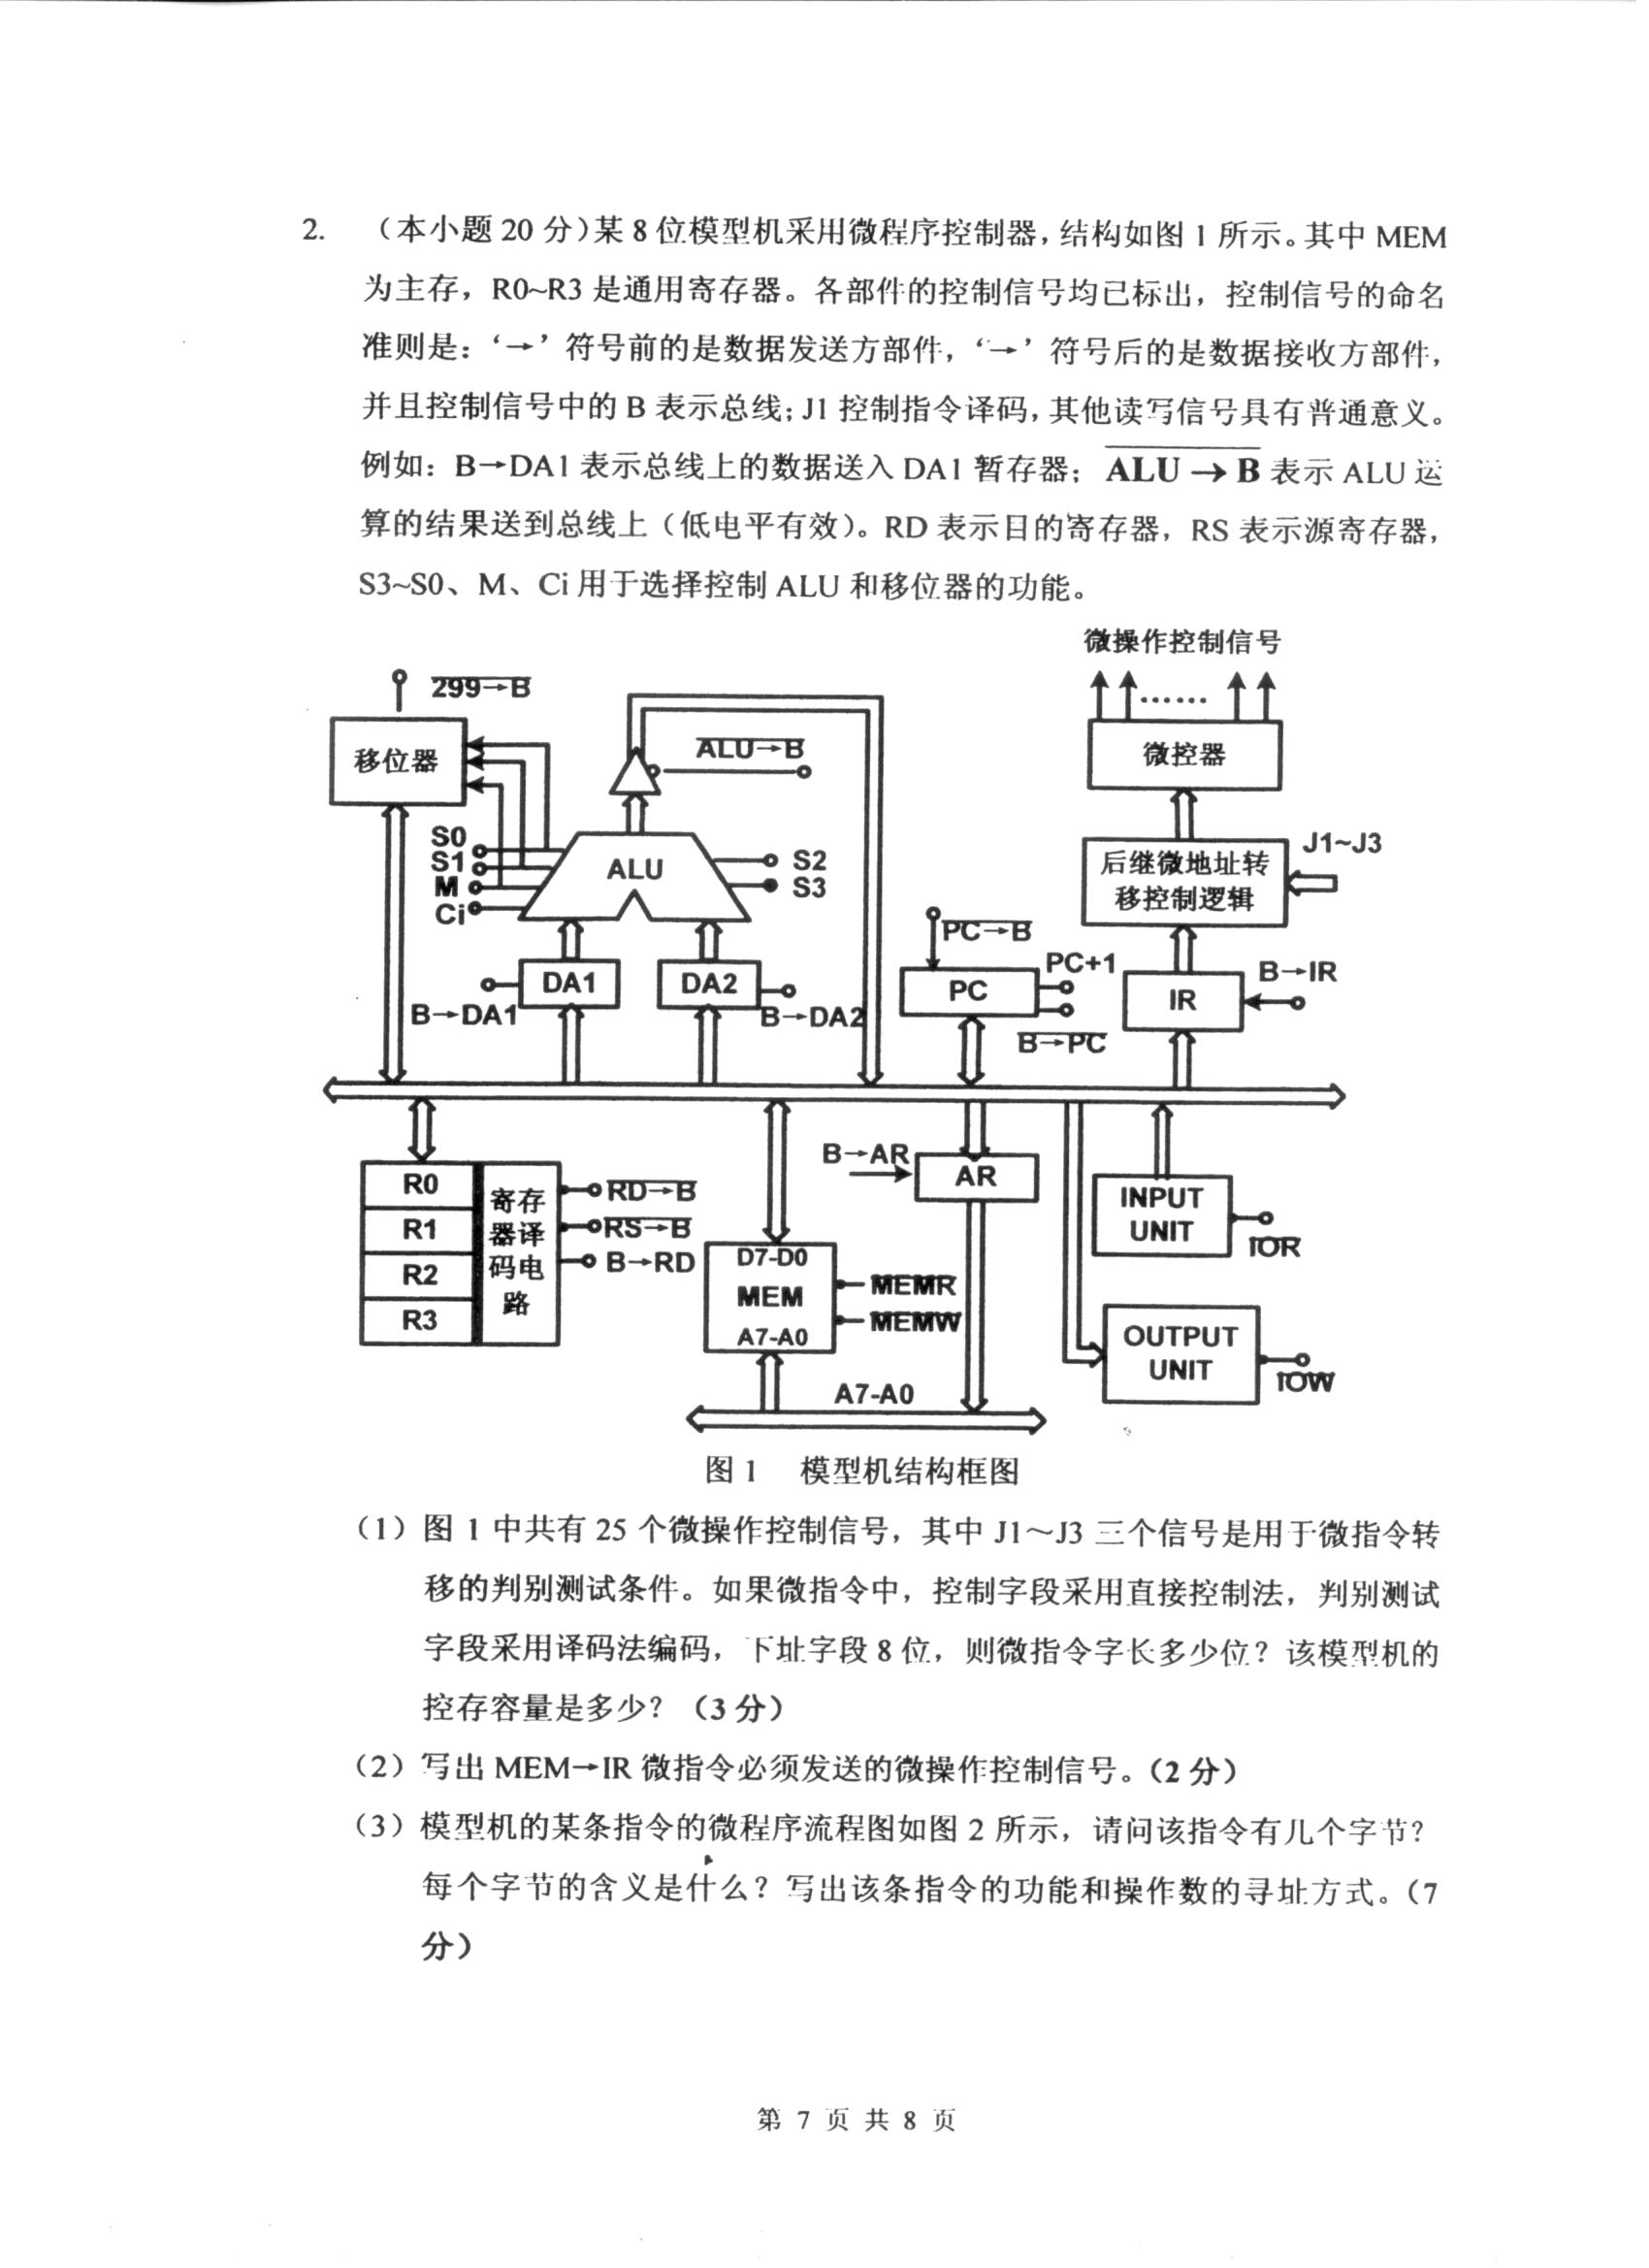 2. （本小题 20 分）某 8 位模型机采用微程序控制器，结构如图 1 所示。其中 MEM
为主存，R0~R3 是通用寄存器。各部件的控制信号均已标出，控制信号的命名
准则是：‘→’符号前的是数据发送方部件，‘→’符号后的是数据接收方部件，
并且控制信号中的 B 表示总线；J1 控制指令译码，其他读写信号具有普通意义。
例如：B→DA1 表示总线上的数据送入 DA1 暂存器；ALU → B 表示 ALU 运
算的结果送到总线上（低电平有效）。RD 表示目的寄存器，RS 表示源寄存器，
S3~S0、M、Ci 用于选择控制 ALU 和移位器的功能。
微操作控制信号
299→B
移位器
ALU→B
......
微控器
S0
S1
M
Ci
ALU
S2
S3
J1~J3
后继微地址转
移控制逻辑
PC→B
DA1
DA2
B→DA1
B→DA2
PC
PC+1
B→PC
IR
B→IR
R0
R1
R2
R3
寄存
器译
码电
路
RD→B
RS→B
B→RD
B→AR
AR
D7-D0
MEM
A7-A0
MEMR
MEMW
INPUT
UNIT
IOR
OUTPUT
UNIT
IOW
A7-A0
图 1 模型机结构框图
（1）图 1 中共有 25 个微操作控制信号，其中 J1～J3 三个信号是用于微指令转
移的判别测试条件。如果微指令中，控制字段采用直接控制法，判别测试
字段采用译码法编码，下址字段 8 位，则微指令字长多少位？该模型机的
控存容量是多少？（3 分）
（2）写出 MEM→IR 微指令必须发送的微操作控制信号。（2 分）
（3）模型机的某条指令的微程序流程图如图 2 所示，请问该指令有几个字节？
每个字节的含义是什么？写出该条指令的功能和操作数的寻址方式。（7
分）
第 7 页 共 8 页